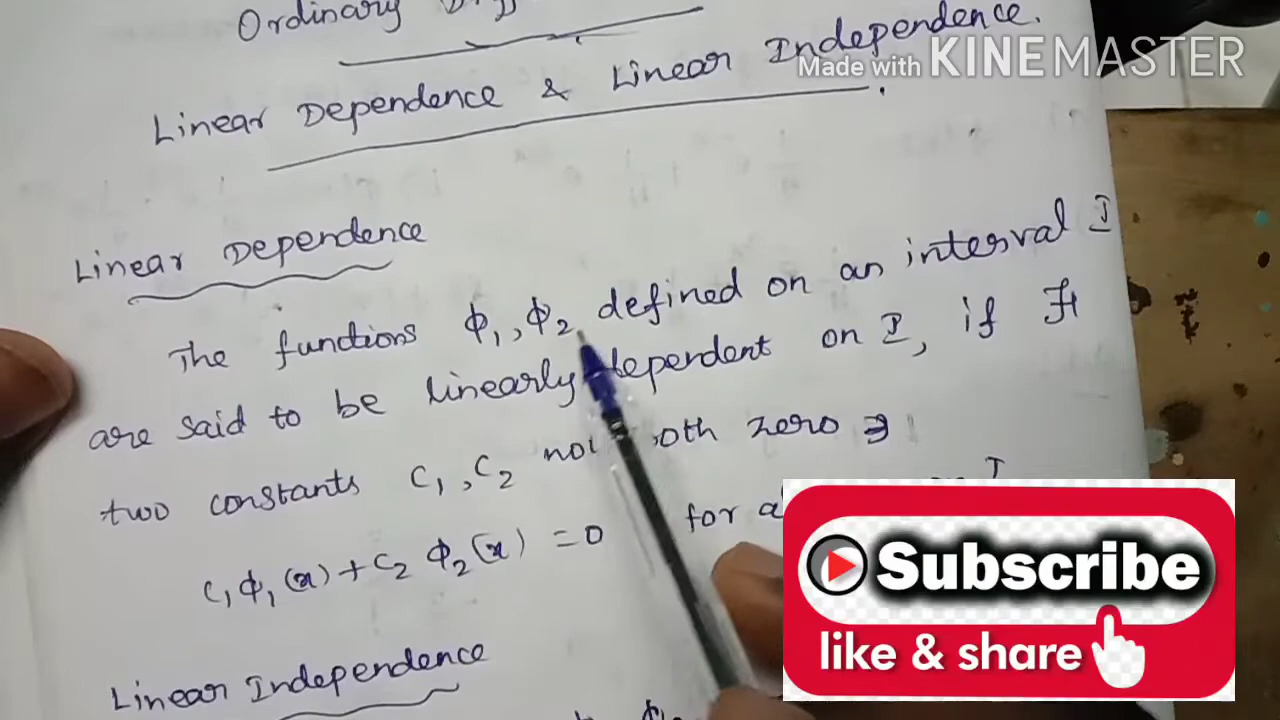 Ordinary
Linear Dependence & Linear Independence.
Made with KINEMASTER
Linear Dependence
The functions ϕ₁, ϕ₂ defined on an interval I
are said to be linearly dependent on I, if ∃
two constants C₁, C₂ not both zero ∋
C₁ϕ₁(x) + C₂ϕ₂(x) = 0 for
Subscribe
like & share
Linear Independence